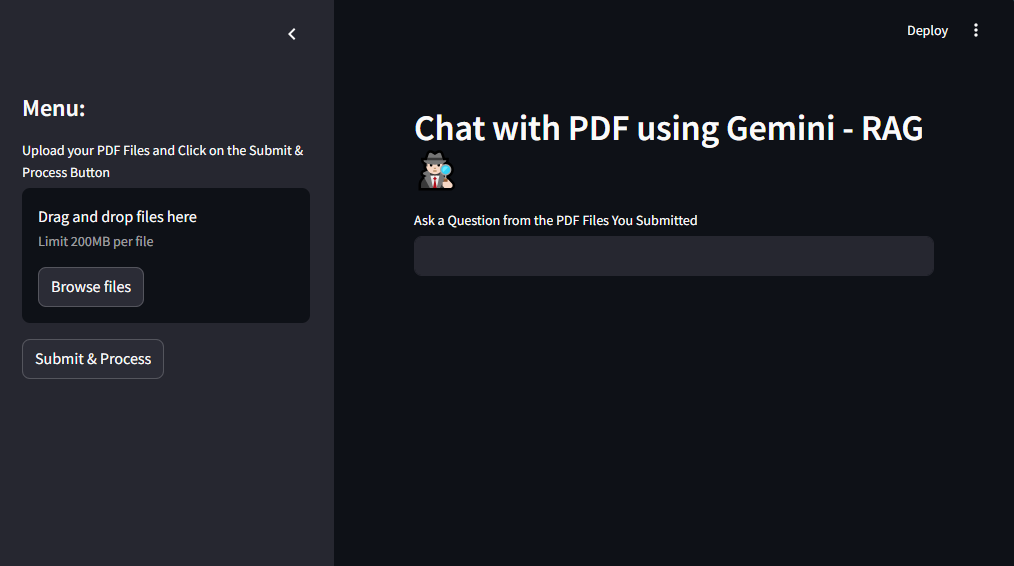 Deploy
Menu:
Upload your PDF Files and Click on the Submit &
Process Button
Drag and drop files here
Limit 200MB per file
Browse files
Submit & Process
Chat with PDF using Gemini - RAG
Ask a Question from the PDF Files You Submitted